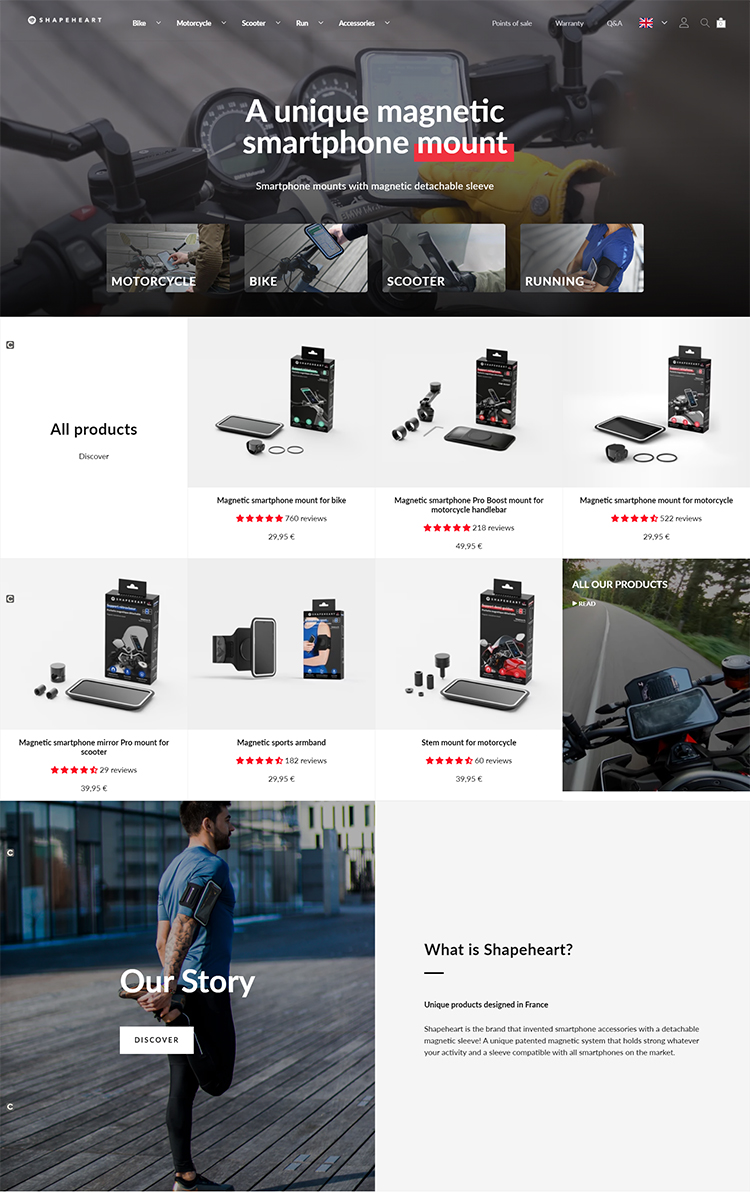 SHAPEHEART
Bike
Motorcycle
Scooter
Run
Accessories
Points of sale
Warranty
Q&A
A unique magnetic
smartphone mount
Smartphone mounts with magnetic detachable sleeve
MOTORCYCLE
BIKE
SCOOTER
RUNNING
All products
Discover
Magnetic smartphone mount for bike
760 reviews
29,95 €
Magnetic smartphone Pro Boost mount for
motorcycle handlebar
218 reviews
49,95 €
Magnetic smartphone mount for motorcycle
522 reviews
29,95 €
Magnetic smartphone mirror Pro mount for
scooter
29 reviews
39,95 €
Magnetic sports armband
182 reviews
29,95 €
Stem mount for motorcycle
60 reviews
39,95 €
ALL OUR PRODUCTS
READ
Our Story
DISCOVER
What is Shapeheart?
Unique products designed in France
Shapeheart is the brand that invented smartphone accessories with a detachable
magnetic sleeve! A unique patented magnetic system that holds strong whatever
your activity and a sleeve compatible with all smartphones on the market.